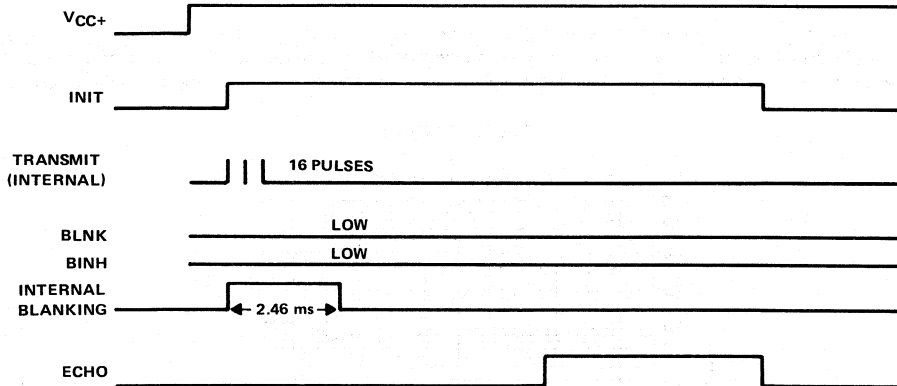 VCC+
INIT
TRANSMIT
(INTERNAL)
16 PULSES
LOW
BLNK
LOW
BINH
INTERNAL
BLANKING
2.46 ms
ECHO